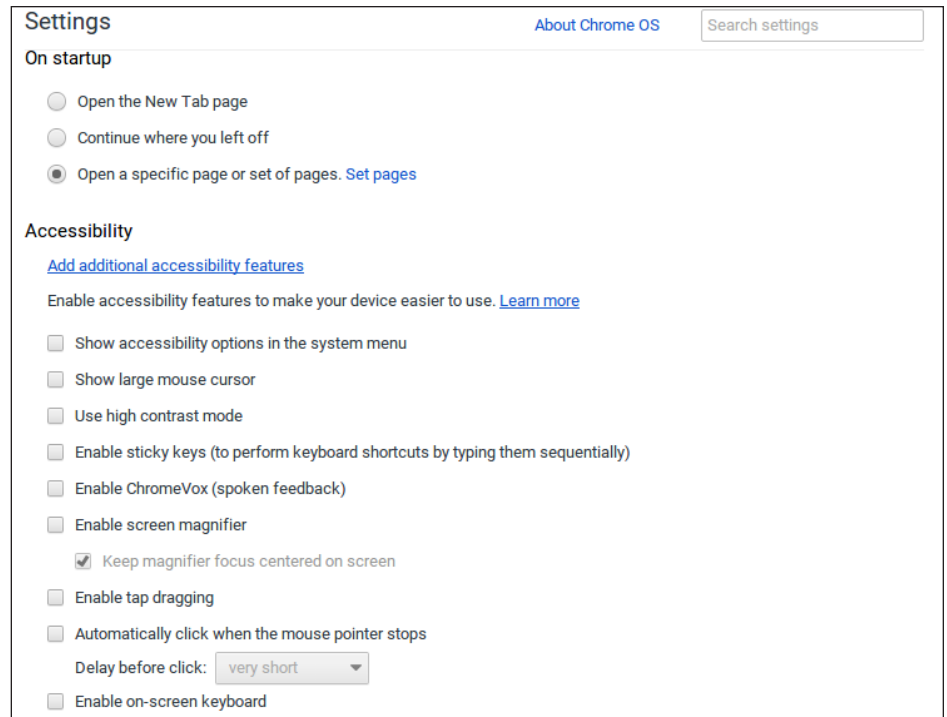 Settings
About Chrome OS
Search settings
On startup
Open the New Tab page
Continue where you left off
Open a specific page or set of pages. Set pages
Accessibility
Add additional accessibility features
Enable accessibility features to make your device easier to use. Learn more
Show accessibility options in the system menu
Show large mouse cursor
Use high contrast mode
Enable sticky keys (to perform keyboard shortcuts by typing them sequentially)
Enable ChromeVox (spoken feedback)
Enable screen magnifier
Keep magnifier focus centered on screen
Enable tap dragging
Automatically click when the mouse pointer stops
Delay before click: very short
Enable on-screen keyboard